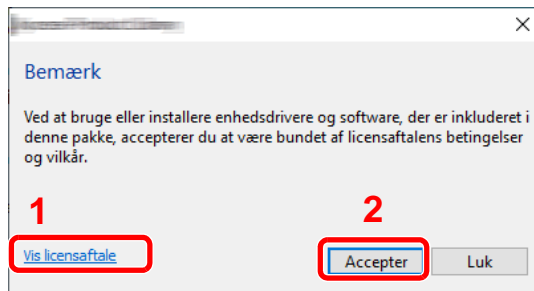 Bemærk
Ved at bruge eller installere enhedsdrivere og software, der er inkluderet i
denne pakke, accepterer du at være bundet af licensaftalens betingelser
og vilkår.
1
2
Vis licensaftale
Accepter
Luk